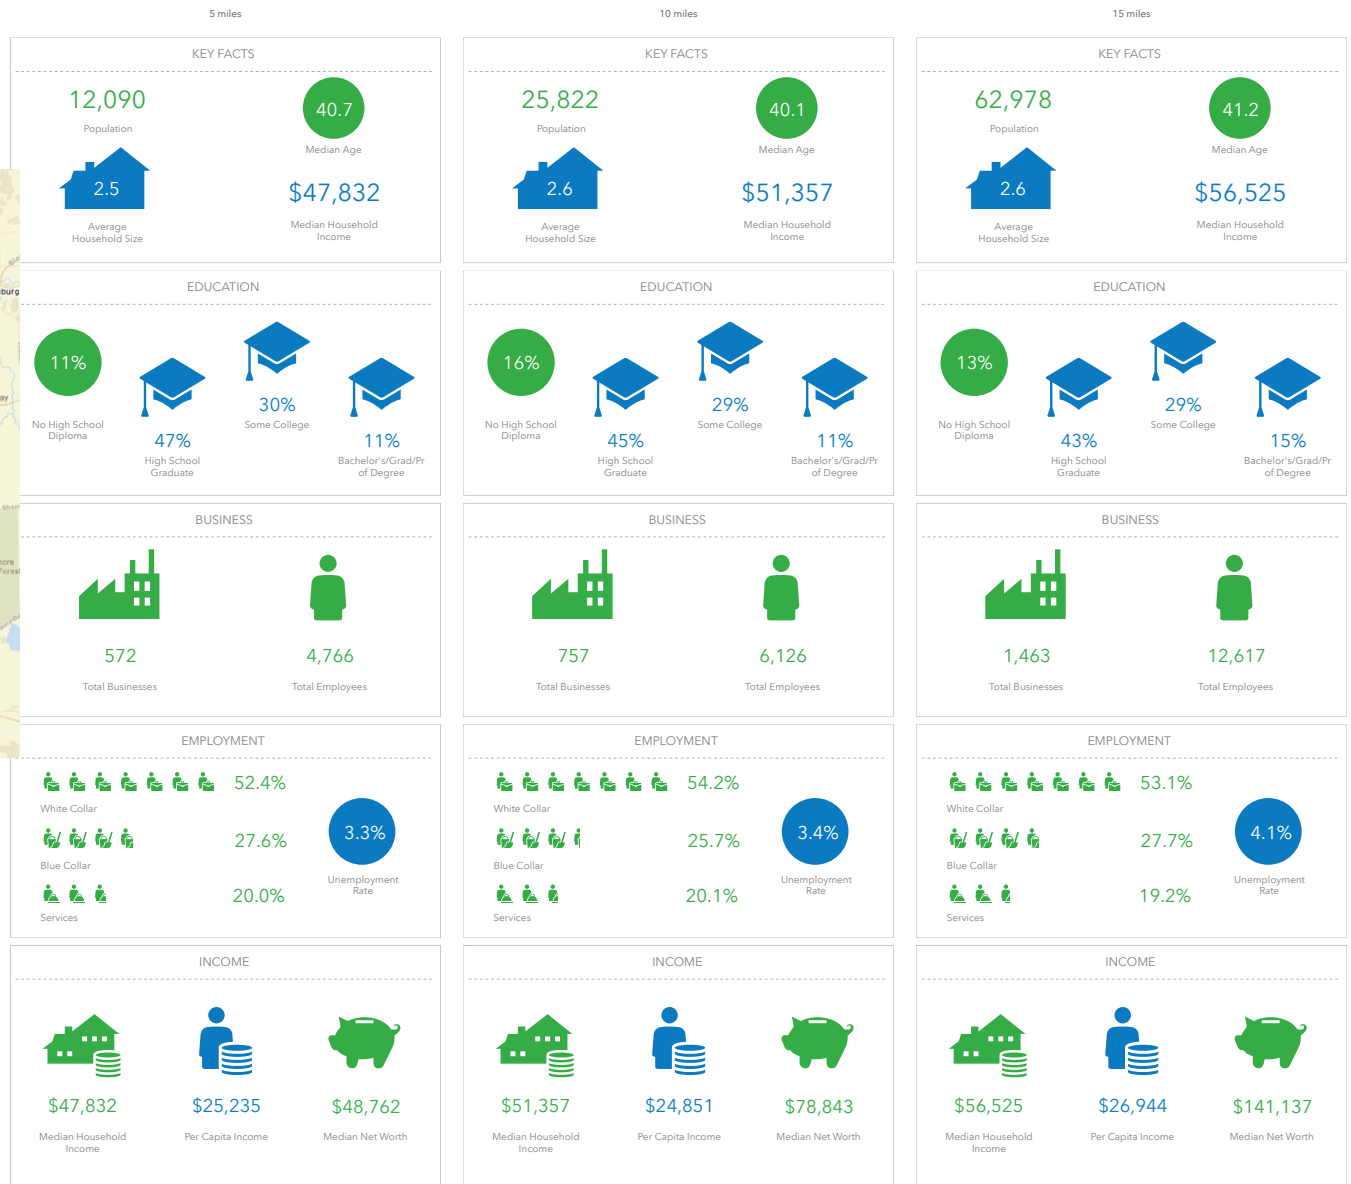 5 miles
10 miles
15 miles
KEY FACTS
12,090
Population
40.7
Median Age
2.5
Average
Household Size
$47,832
Median Household
Income
EDUCATION
11%
No High School
Diploma
47%
High School
Graduate
30%
Some College
11%
Bachelor's/Grad/Pr
of Degree
BUSINESS
572
Total Businesses
4,766
Total Employees
EMPLOYMENT
52.4%
White Collar
27.6%
Blue Collar
20.0%
Services
3.3%
Unemployment
Rate
INCOME
$47,832
Median Household
Income
$25,235
Per Capita Income
$48,762
Median Net Worth
KEY FACTS
25,822
Population
40.1
Median Age
2.6
Average
Household Size
$51,357
Median Household
Income
EDUCATION
16%
No High School
Diploma
45%
High School
Graduate
29%
Some College
11%
Bachelor's/Grad/Pr
of Degree
BUSINESS
757
Total Businesses
6,126
Total Employees
EMPLOYMENT
54.2%
White Collar
25.7%
Blue Collar
20.1%
Services
3.4%
Unemployment
Rate
INCOME
$51,357
Median Household
Income
$24,851
Per Capita Income
$78,843
Median Net Worth
KEY FACTS
62,978
Population
41.2
Median Age
2.6
Average
Household Size
$56,525
Median Household
Income
EDUCATION
13%
No High School
Diploma
43%
High School
Graduate
29%
Some College
15%
Bachelor's/Grad/Pr
of Degree
BUSINESS
1,463
Total Businesses
12,617
Total Employees
EMPLOYMENT
53.1%
White Collar
27.7%
Blue Collar
19.2%
Services
4.1%
Unemployment
Rate
INCOME
$56,525
Median Household
Income
$26,944
Per Capita Income
$141,137
Median Net Worth